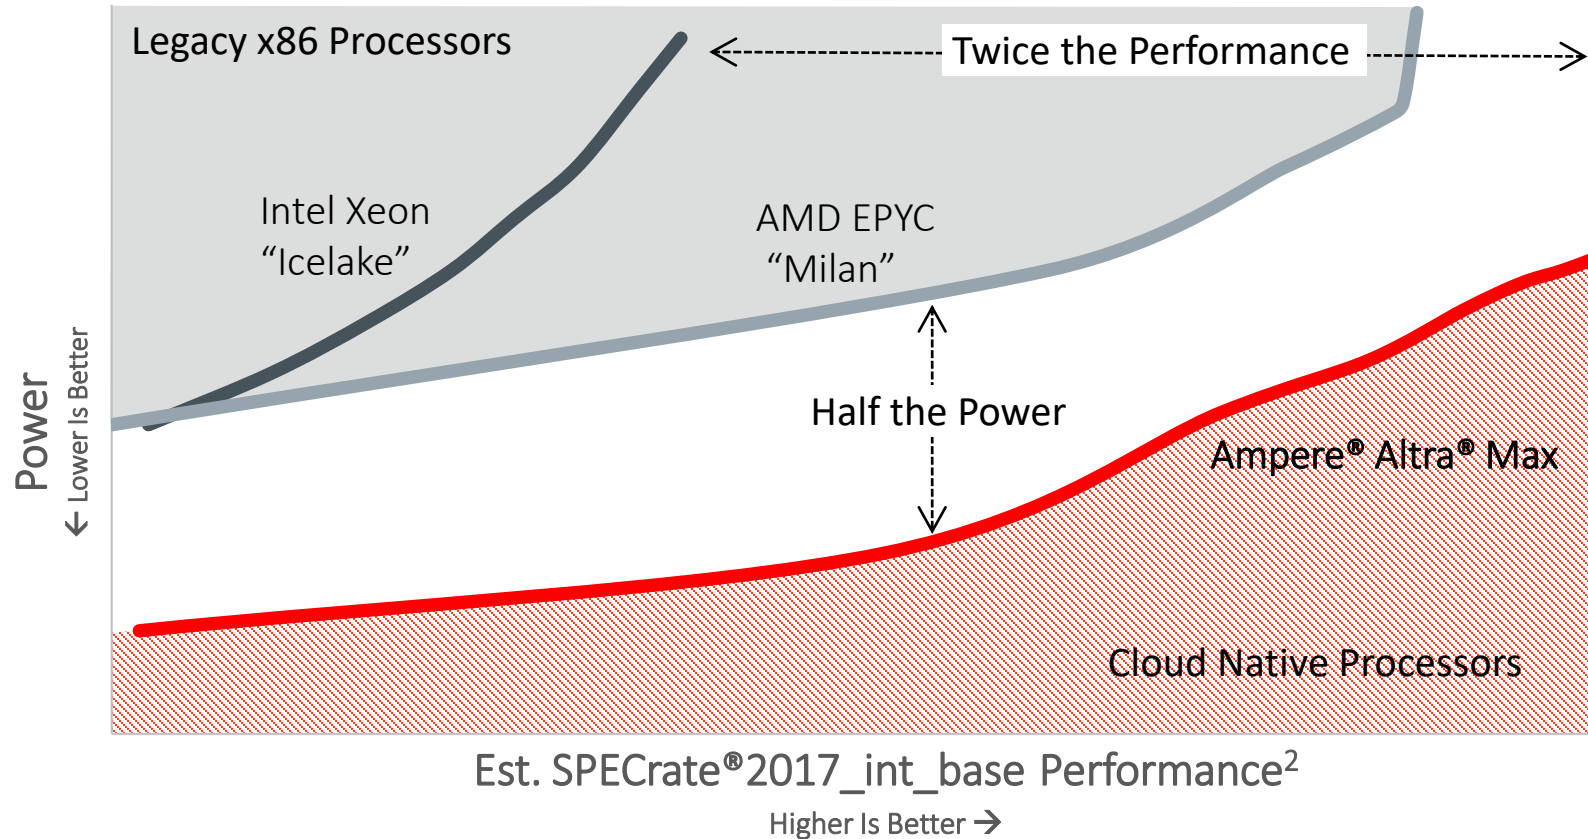 Legacy x86 Processors
Twice the Performance
Intel Xeon
“Icelake”
AMD EPYC
“Milan”
Half the Power
Ampere® Altra® Max
Cloud Native Processors
Power
← Lower Is Better
Est. SPECrate®2017_int_base Performance²
Higher Is Better →